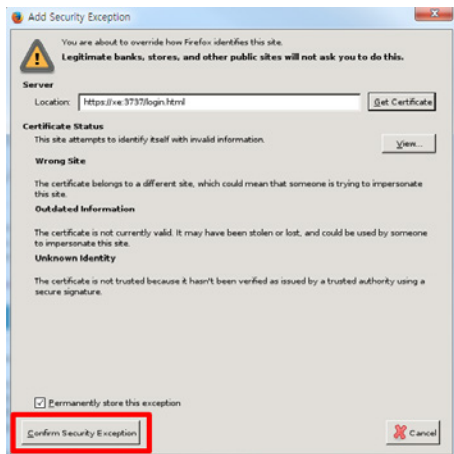 Add Security Exception
You are about to override how Firefox identifies this site.
Legitimate banks, stores, and other public sites will not ask you to do this.
Server
Location: https://xe:3737/login.html Get Certificate
Certificate Status
This site attempts to identify itself with invalid information. View...
Wrong Site
The certificate belongs to a different site, which could mean that someone is trying to impersonate
this site.
Outdated Information
The certificate is not currently valid. It may have been stolen or lost, and could be used by someone
to impersonate this site.
Unknown Identity
The certificate is not trusted because it hasn't been verified as issued by a trusted authority using a
secure signature.
Permanently store this exception
Confirm Security Exception Cancel